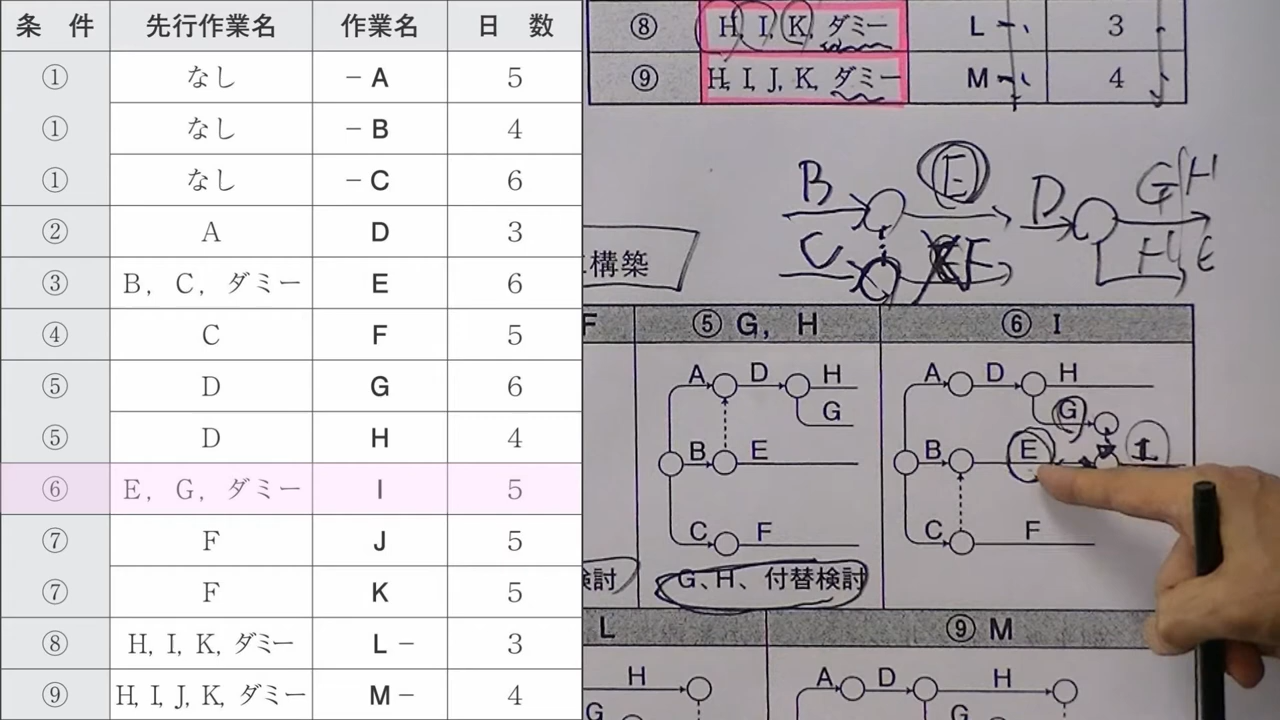 条 件 先行作業名 作業名 日 数
① なし － A 5
① なし － B 4
① なし － C 6
② A D 3
③ B, C, ダミー E 6
④ C F 5
⑤ D G 6
⑤ D H 4
⑥ E, G, ダミー I 5
⑦ F J 5
⑦ F K 5
⑧ H, I, K, ダミー L － 3
⑨ H, I, J, K, ダミー M － 4
⑧ H, I, K, ダミー L 3
⑨ H, I, J, K, ダミー M 4
B E D G H
C F H
構築
F ⑤ G, H ⑥ I
A D H
G
B E
C F
A D H
G
B E I
C F
検討 G、H、付替検討
L ⑨ M
H A D H
G G